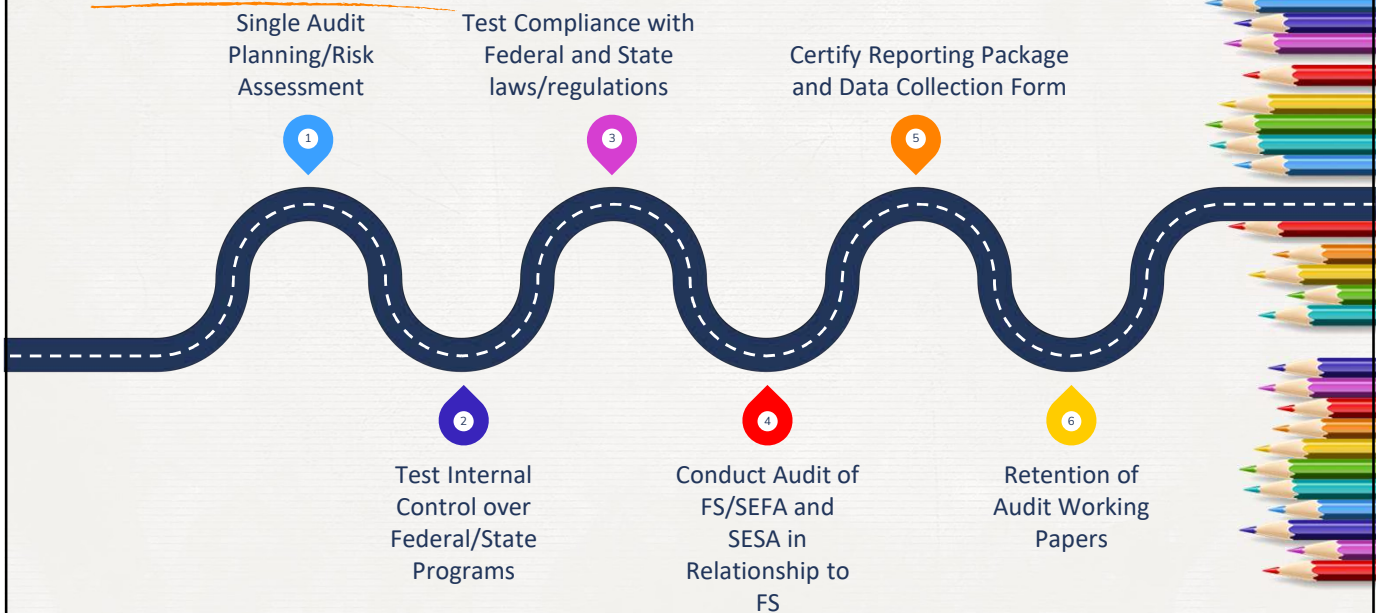 Single Audit
Planning/Risk
Assessment
1
Test Internal
Control over
Federal/State
Programs
2
Test Compliance with
Federal and State
laws/regulations
3
Conduct Audit of
FS/SEFA and
SESA in
Relationship to
FS
4
Certify Reporting Package
and Data Collection Form
5
Retention of
Audit Working
Papers
6